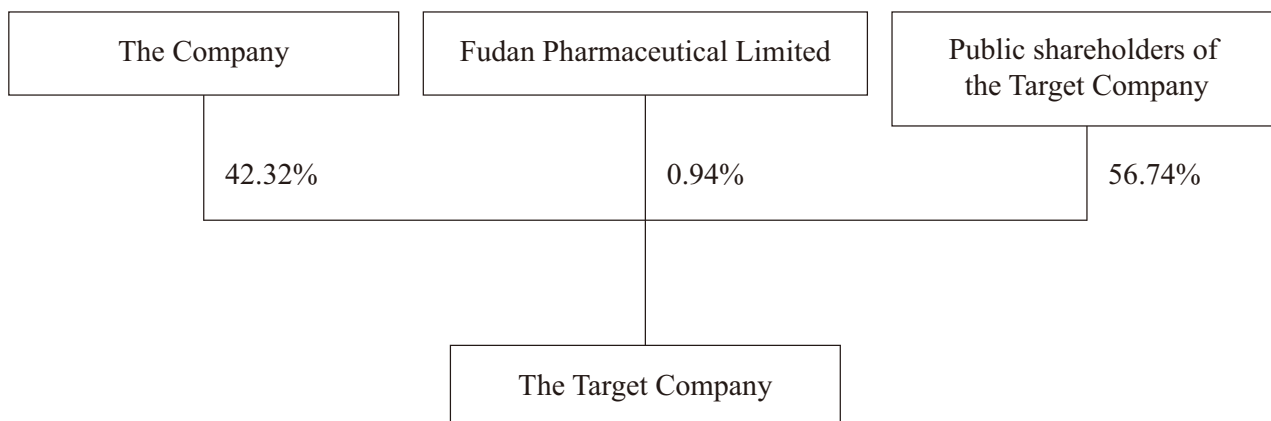 The Company
Fudan Pharmaceutical Limited
Public shareholders of
the Target Company
42.32%
0.94%
56.74%
The Target Company